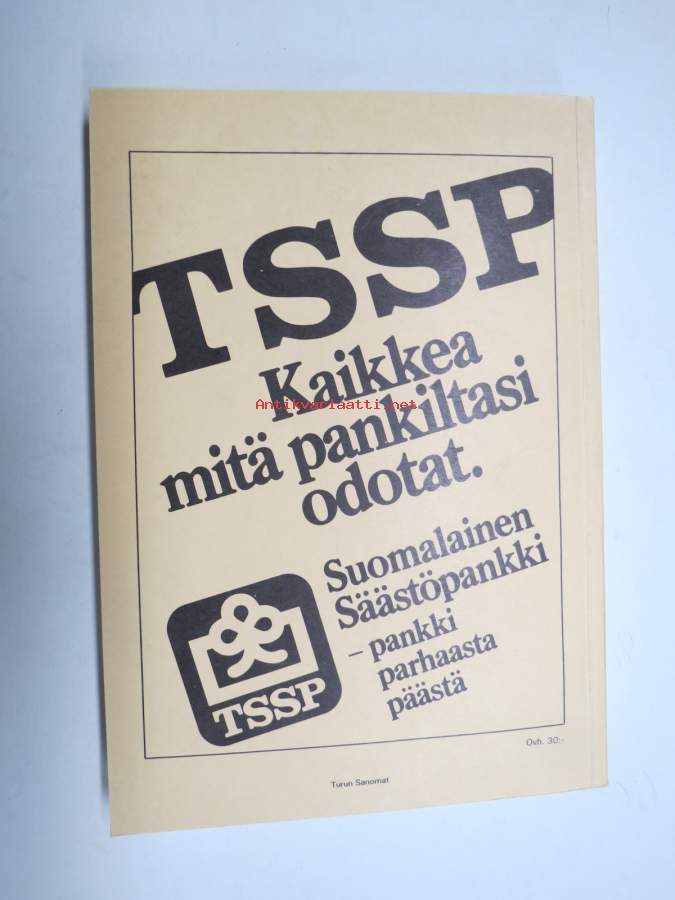 TSSP
Kaikkea
Antikvariaatti.net
mitä pankiltasi
odotat.
Suomalainen
Säästöpankki
– pankki
parhaasta
päästä
TSSP
Ovh. 30:-
Turun Sanomat